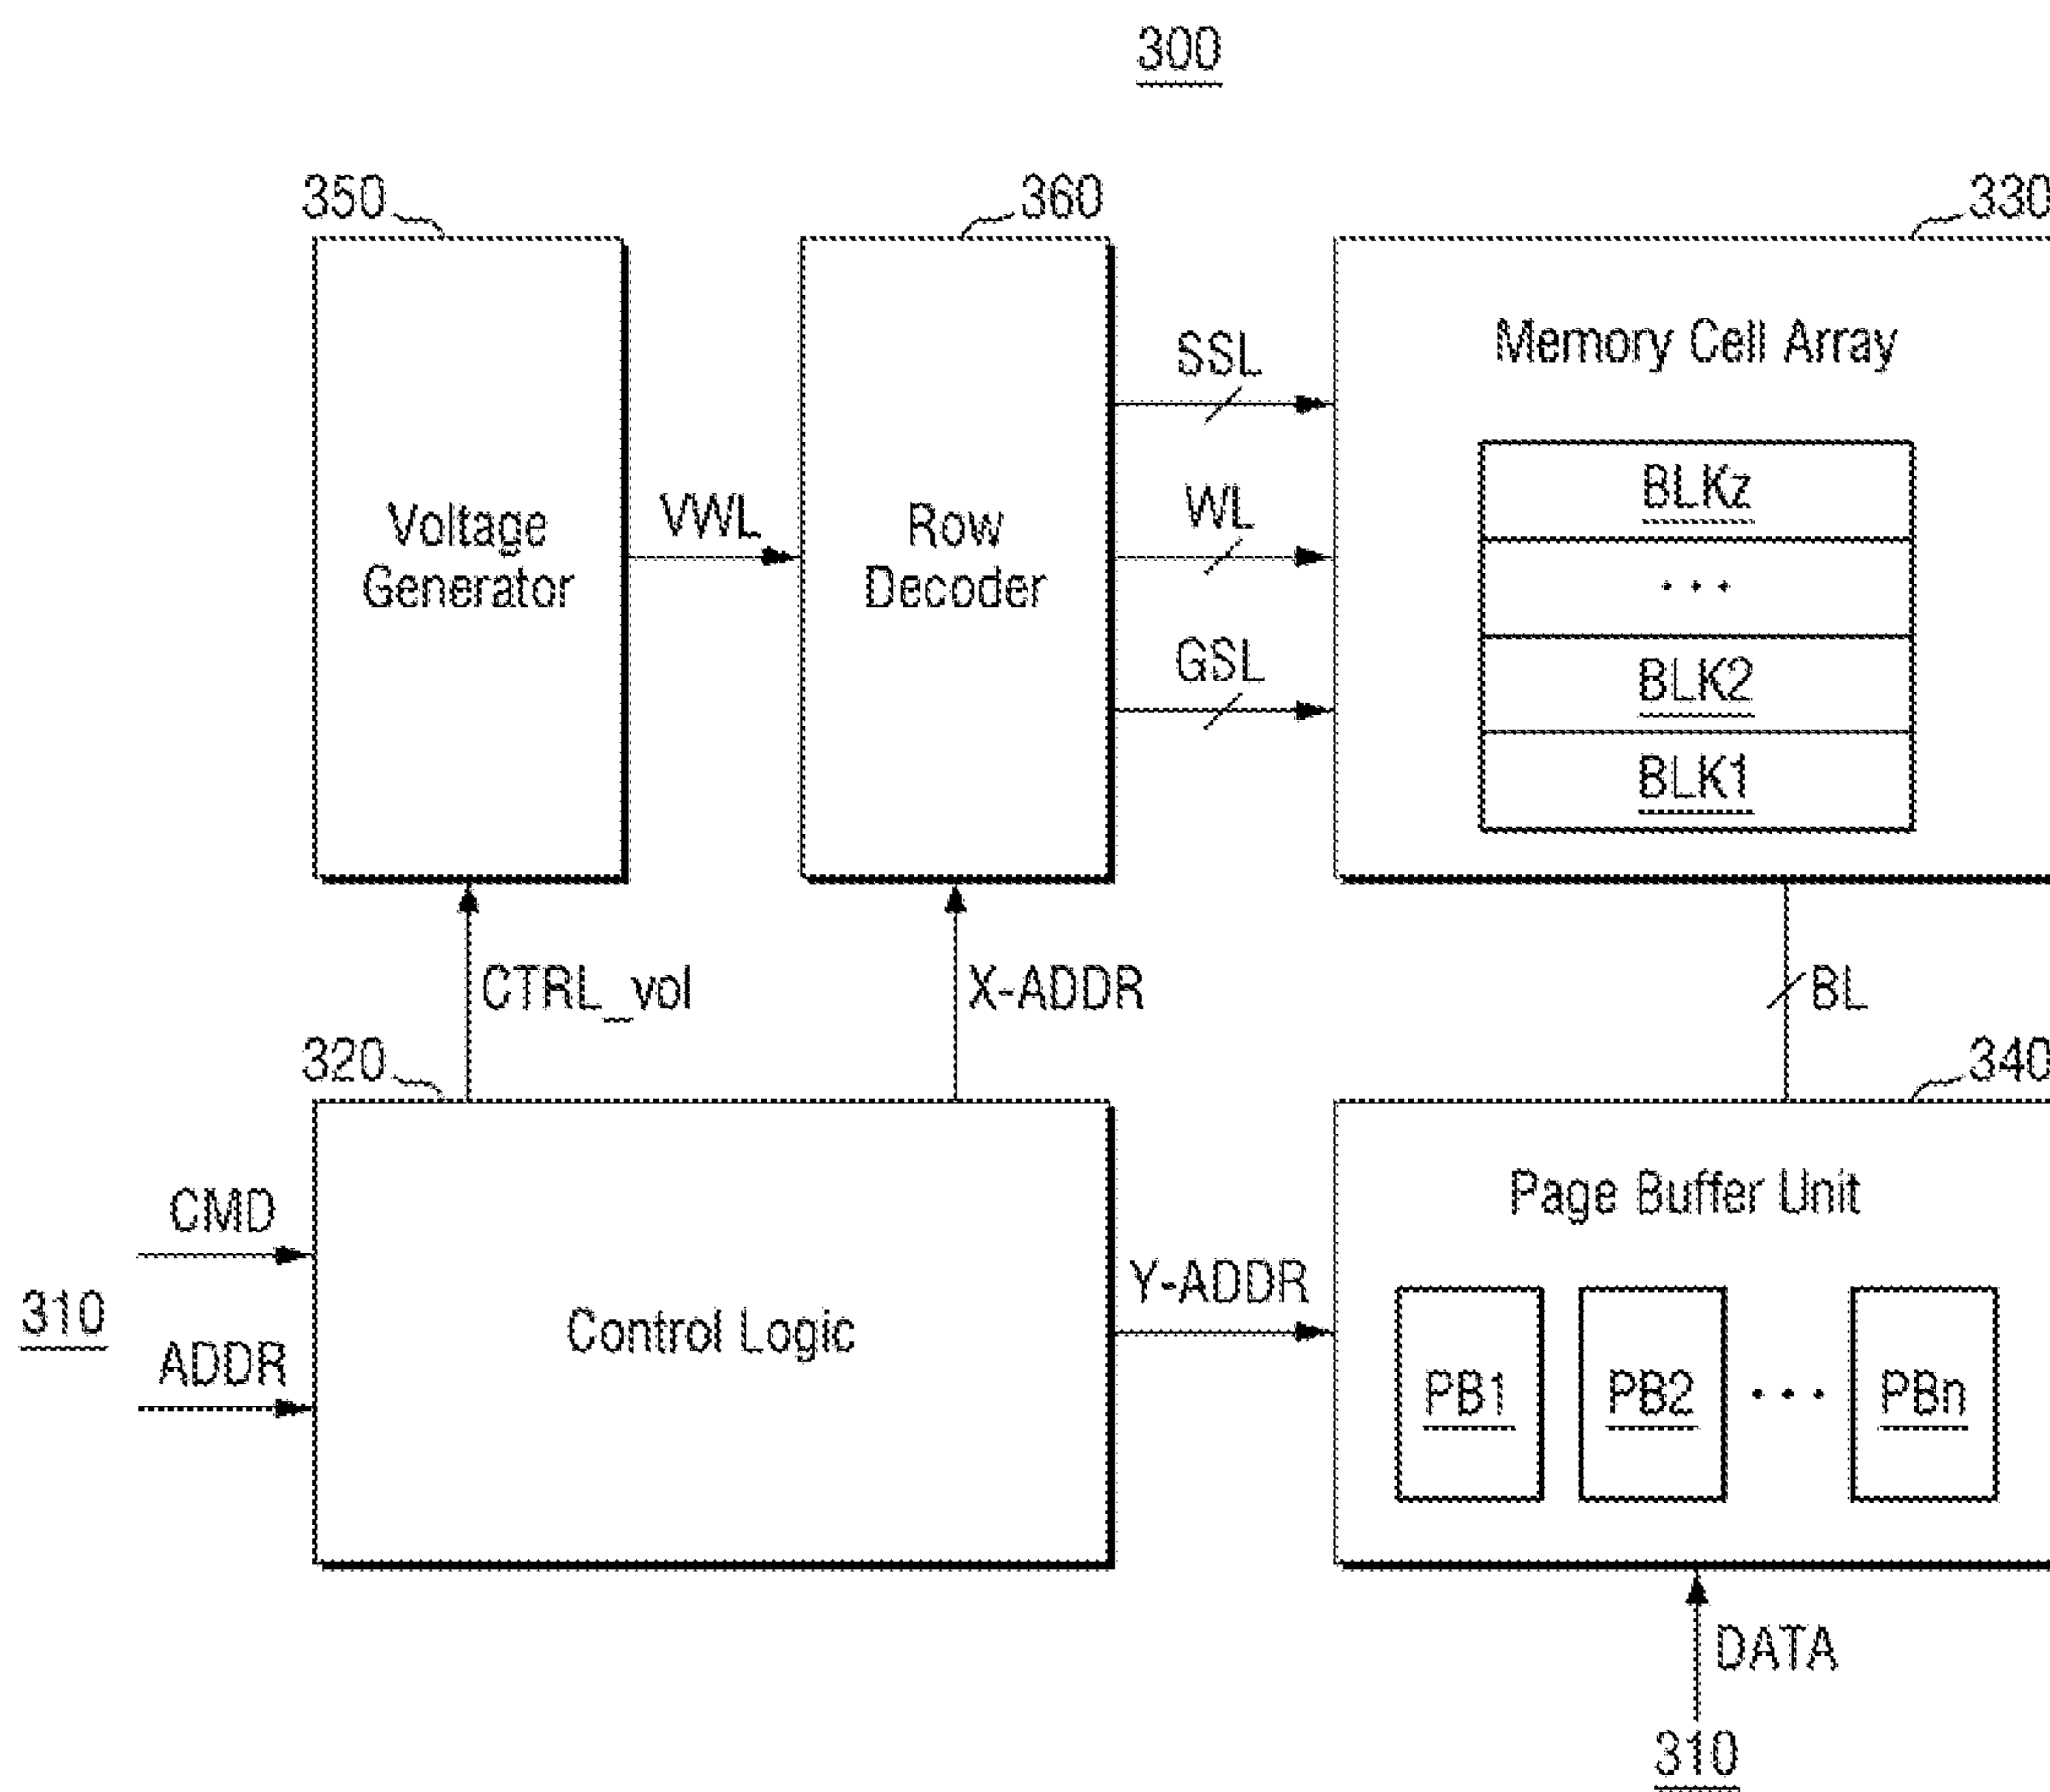 300
350
360
330
Voltage
Generator
VWL
Row
Decoder
SSL
WL
GSL
Memory Cell Array
BLKz
...
BLK2
BLK1
CTRL_vol
X-ADDR
BL
320
340
CMD
310
ADDR
Control Logic
Y-ADDR
Page Buffer Unit
PB1 PB2 ... PBn
DATA
310